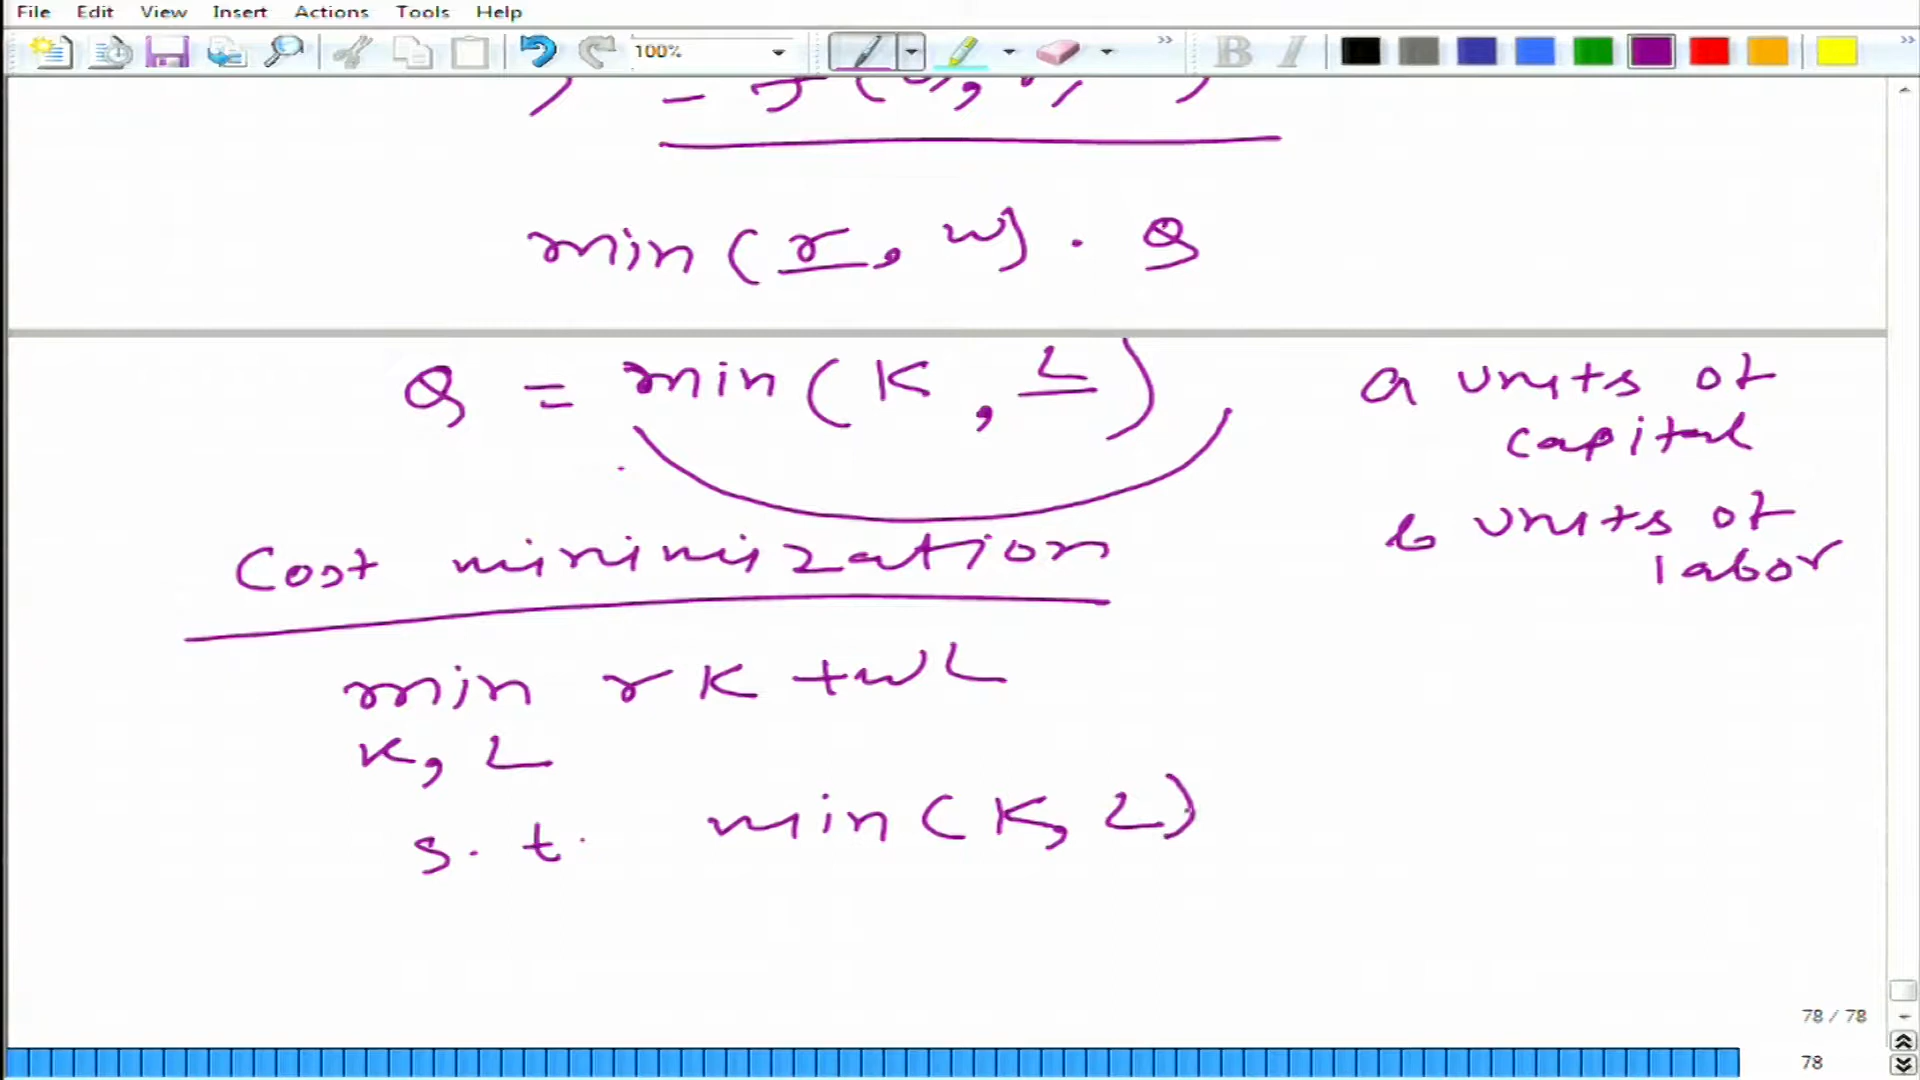 File Edit View Insert Actions Tools Help
100%
B I
min (r, w) . Q
Q = min (K, L)
a units of
capital
b units of
labor
Cost minimization
min rK + wL
K, L
s. t. min (K, L)
78 / 78
78